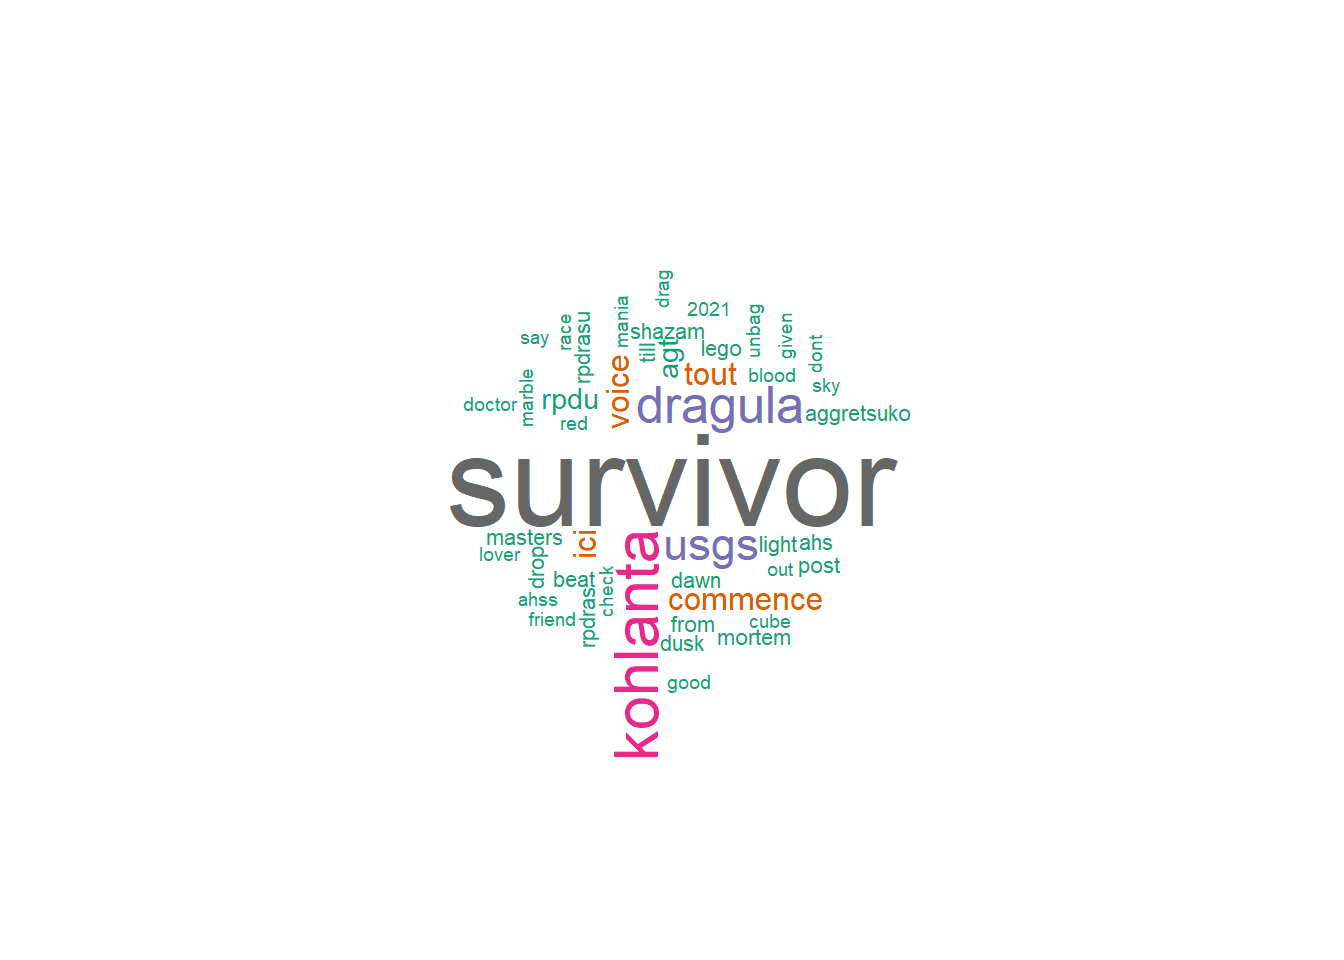 drag
mania
2021
race
rpdrasu
say
shazam
till
agt
lego
unbag
given
dont
voice
tout
blood
sky
marble
doctor
rpdu
red
dragula
aggretsuko
survivor
masters
lover
drop
ici
kohlanta
usgs
light
ahs
out
post
beat
check
dawn
ahss
friend
rpdras
commence
from
cube
dusk
mortem
good